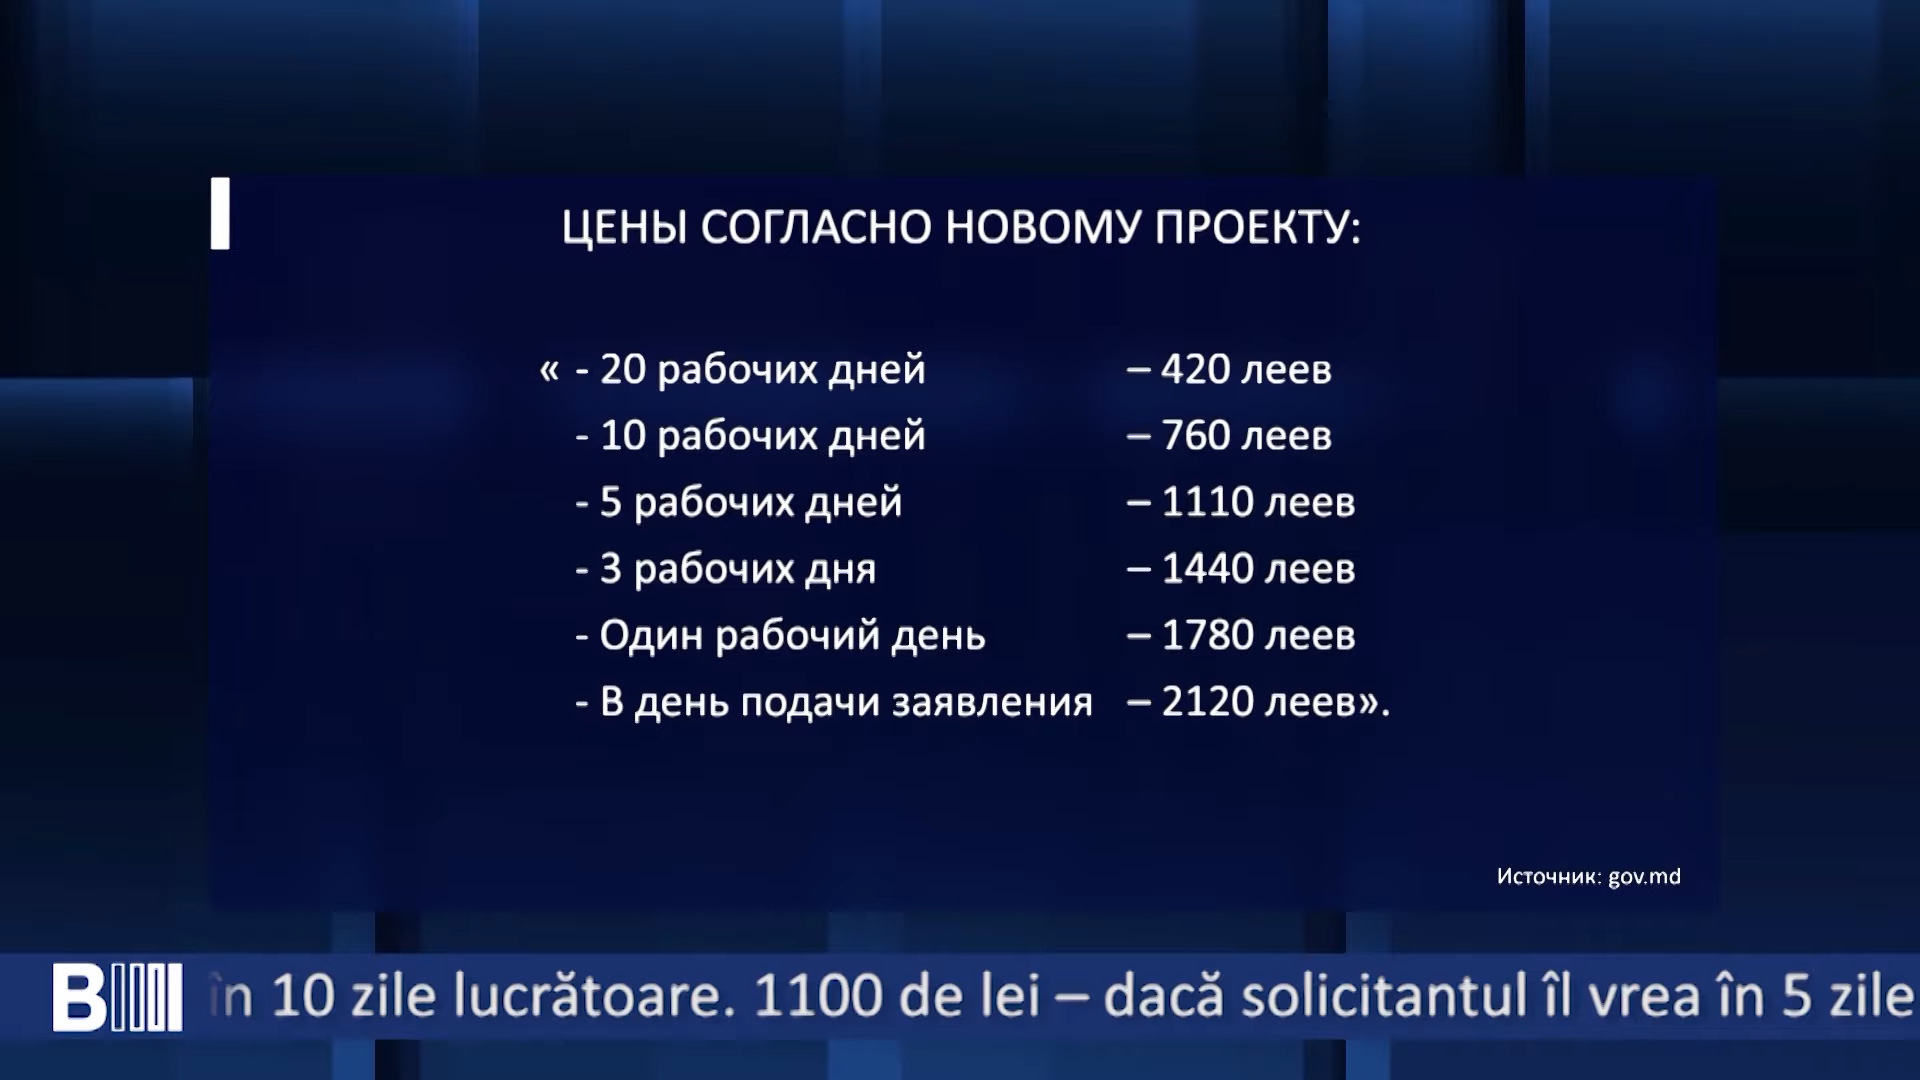 ЦЕНЫ СОГЛАСНО НОВОМУ ПРОЕКТУ:
« - 20 рабочих дней – 420 леев
- 10 рабочих дней – 760 леев
- 5 рабочих дней – 1110 леев
- 3 рабочих дня – 1440 леев
- Один рабочий день – 1780 леев
- В день подачи заявления – 2120 леев».
Источник: gov.md
B în 10 zile lucrătoare. 1100 de lei – dacă solicitantul îl vrea în 5 zile